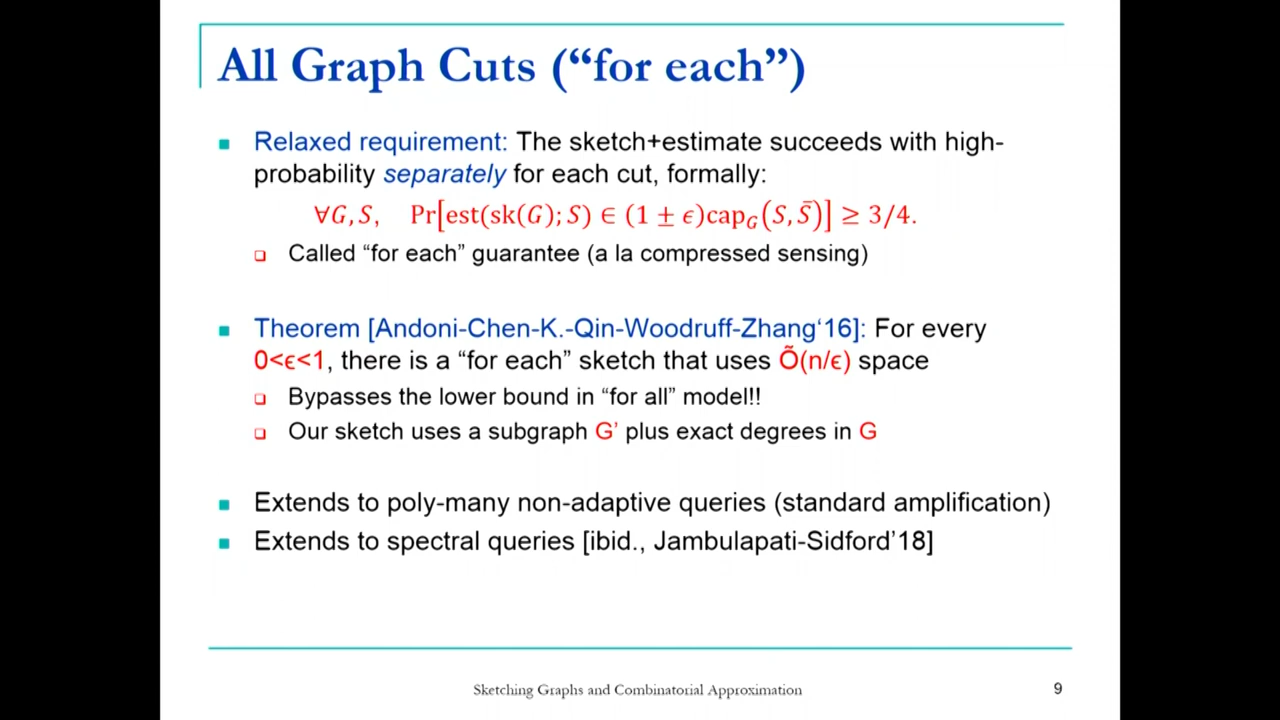 All Graph Cuts (“for each”)
Relaxed requirement: The sketch+estimate succeeds with high-
probability separately for each cut, formally:
∀G, S, Pr[est(sk(G); S) ∈ (1 ± ϵ)cap_G(S, S̄)] ≥ 3/4.
Called “for each” guarantee (a la compressed sensing)
Theorem [Andoni-Chen-K.-Qin-Woodruff-Zhang‘16]: For every
0<ϵ<1, there is a “for each” sketch that uses Õ(n/ϵ) space
Bypasses the lower bound in “for all” model!!
Our sketch uses a subgraph G’ plus exact degrees in G
Extends to poly-many non-adaptive queries (standard amplification)
Extends to spectral queries [ibid., Jambulapati-Sidford’18]
Sketching Graphs and Combinatorial Approximation
9